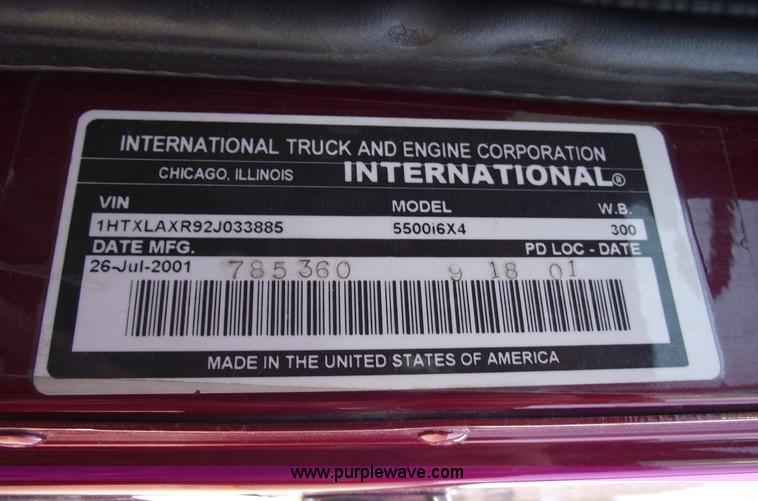 INTERNATIONAL TRUCK AND ENGINE CORPORATION
CHICAGO, ILLINOIS INTERNATIONAL®
VIN MODEL W.B.
1HTXLAXR92J033885 5500i6X4 300
DATE MFG. PD LOC - DATE
26-Jul-2001 785360 9 18 01
MADE IN THE UNITED STATES OF AMERICA
www.purplewave.com